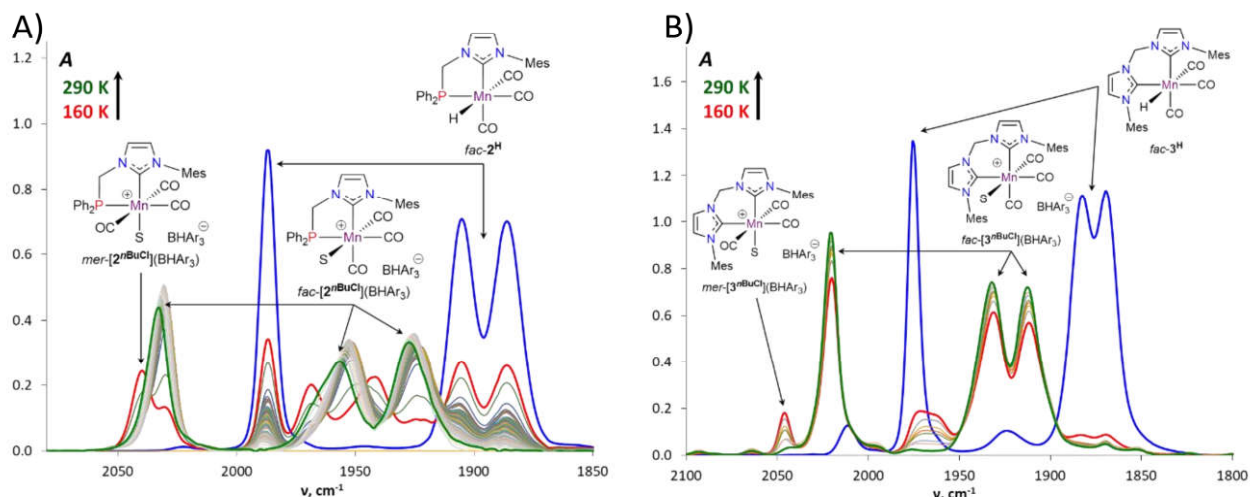 A)
B)
A
290 K
160 K
1.2
1.0
0.8
0.6
0.4
0.2
0.0
2050
2000
1950
1900
1850
ν, cm⁻¹
N
N
Mes
Ph₂P
Mn
CO
CO
H
CO
fac-2ᴴ
N
N
Mes
⊕
CO
Ph₂P
Mn
CO
OC
S
BHAr₃⊖
mer-[2ⁿᴮᵘᶜˡ](BHAr₃)
N
N
Mes
⊕
CO
Ph₂P
Mn
CO
S
CO
BHAr₃⊖
fac-[2ⁿᴮᵘᶜˡ](BHAr₃)
A
290 K
160 K
1.6
1.4
1.2
1.0
0.8
0.6
0.4
0.2
0.0
2100
2050
2000
1950
1900
1850
1800
ν, cm⁻¹
N
N
Mes
N
CO
Mn
CO
N
H
CO
Mes
fac-3ᴴ
N
N
Mes
N
⊕
CO
Mn
CO
N
S
CO
Mes
BHAr₃⊖
fac-[3ⁿᴮᵘᶜˡ](BHAr₃)
N
N
Mes
N
⊕
CO
Mn
CO
N
OC
S
Mes
BHAr₃⊖
mer-[3ⁿᴮᵘᶜˡ](BHAr₃)